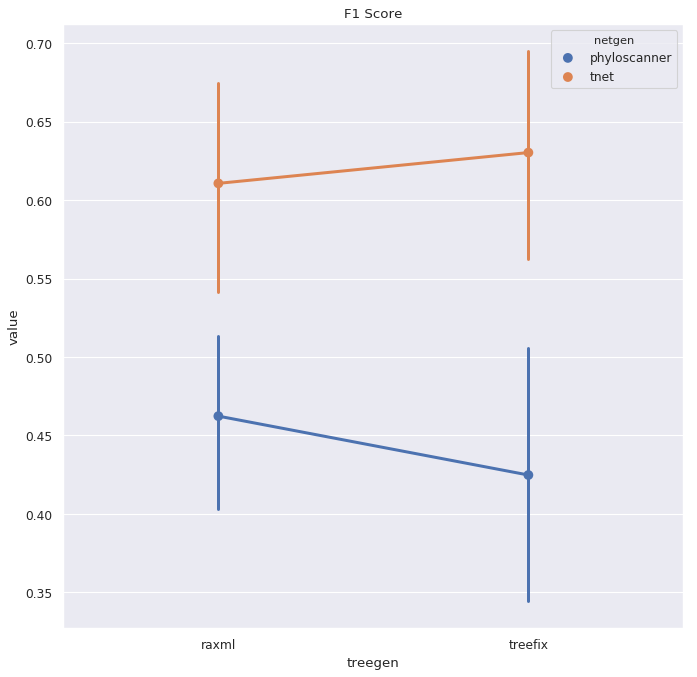 F1 Score
netgen
phyloscanner
tnet
0.70
0.65
0.60
0.55
0.50
0.45
0.40
0.35
value
raxml
treefix
treegen